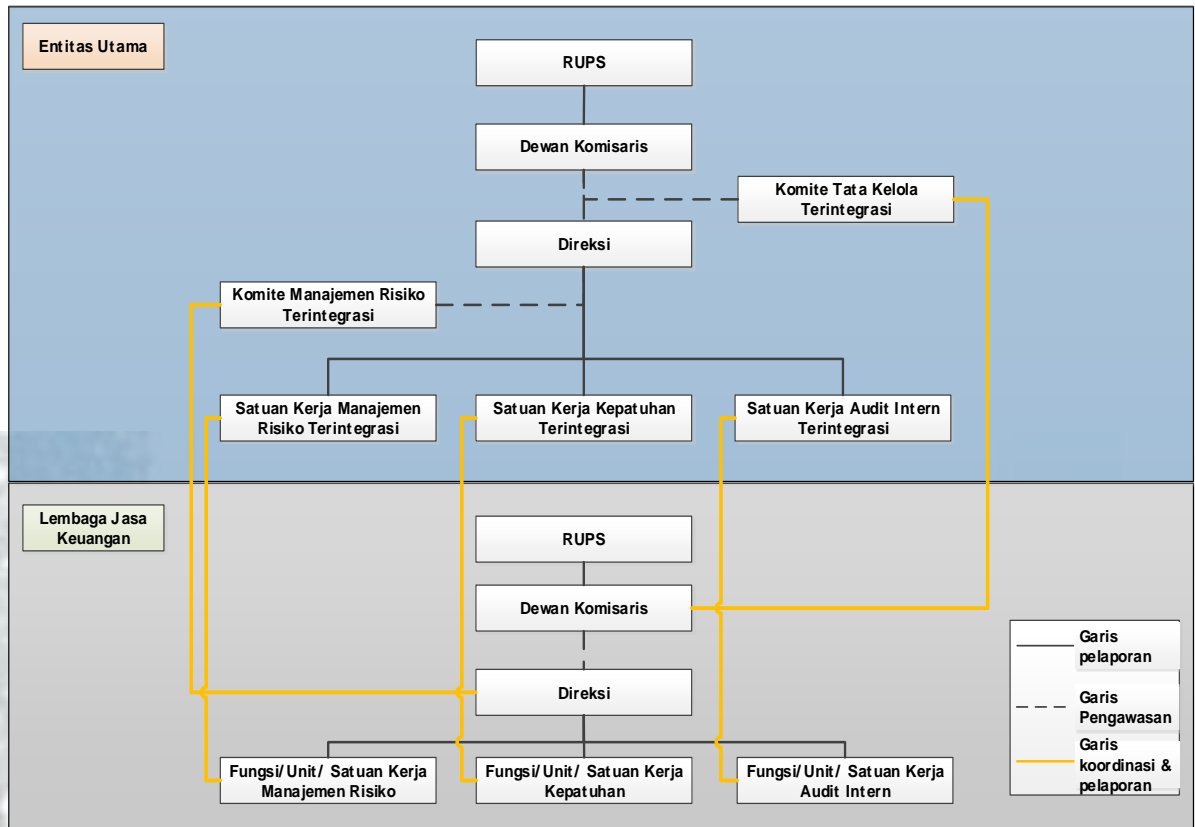 Entitas Utama
RUPS
Dewan Komisaris
Komite Tata Kelola
Terintegrasi
Direksi
Komite Manajemen Risiko
Terintegrasi
Satuan Kerja Manajemen
Risiko Terintegrasi
Satuan Kerja Kepatuhan
Terintegrasi
Satuan Kerja Audit Intern
Terintegrasi
Lembaga Jasa
Keuangan
RUPS
Dewan Komisaris
Direksi
Fungsi/Unit/ Satuan Kerja
Manajemen Risiko
Fungsi/Unit/ Satuan Kerja
Kepatuhan
Fungsi/Unit/ Satuan Kerja
Audit Intern
Garis
pelaporan
Garis
Pengawasan
Garis
koordinasi &
pelaporan